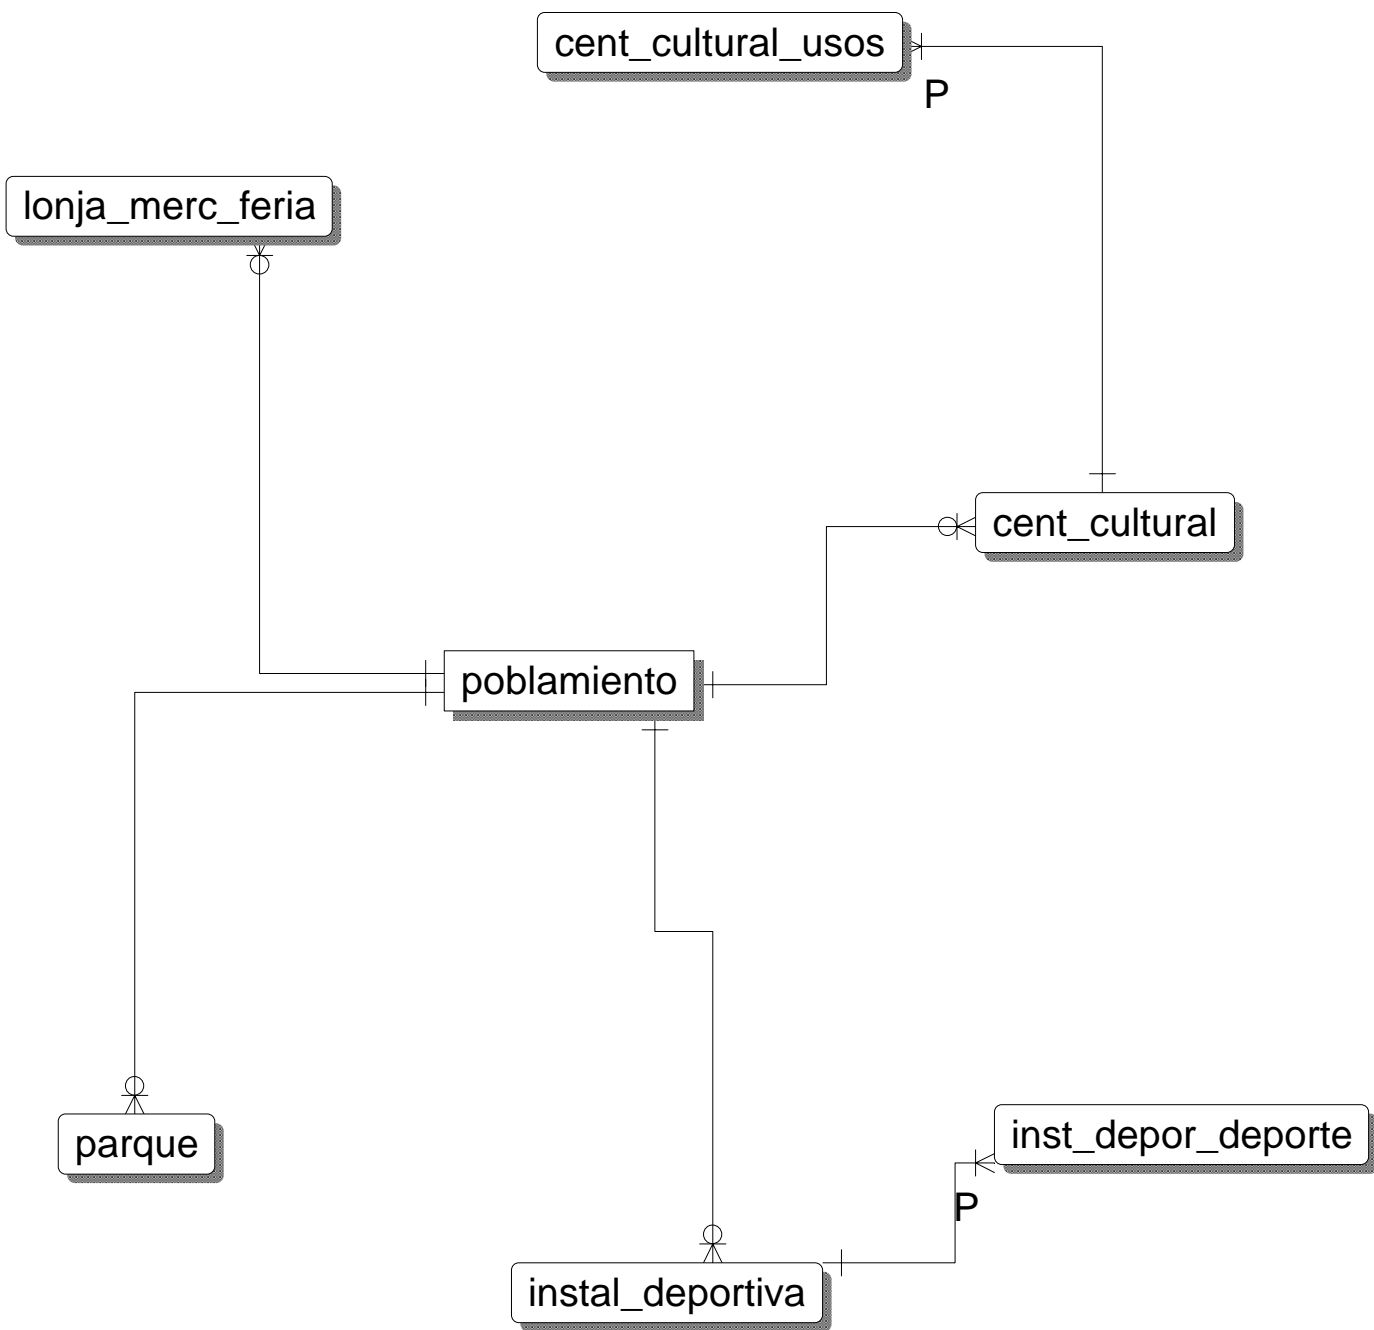 cent_cultural_usos
P
lonja_merc_feria
cent_cultural
poblamiento
inst_depor_deporte
parque
P
instal_deportiva